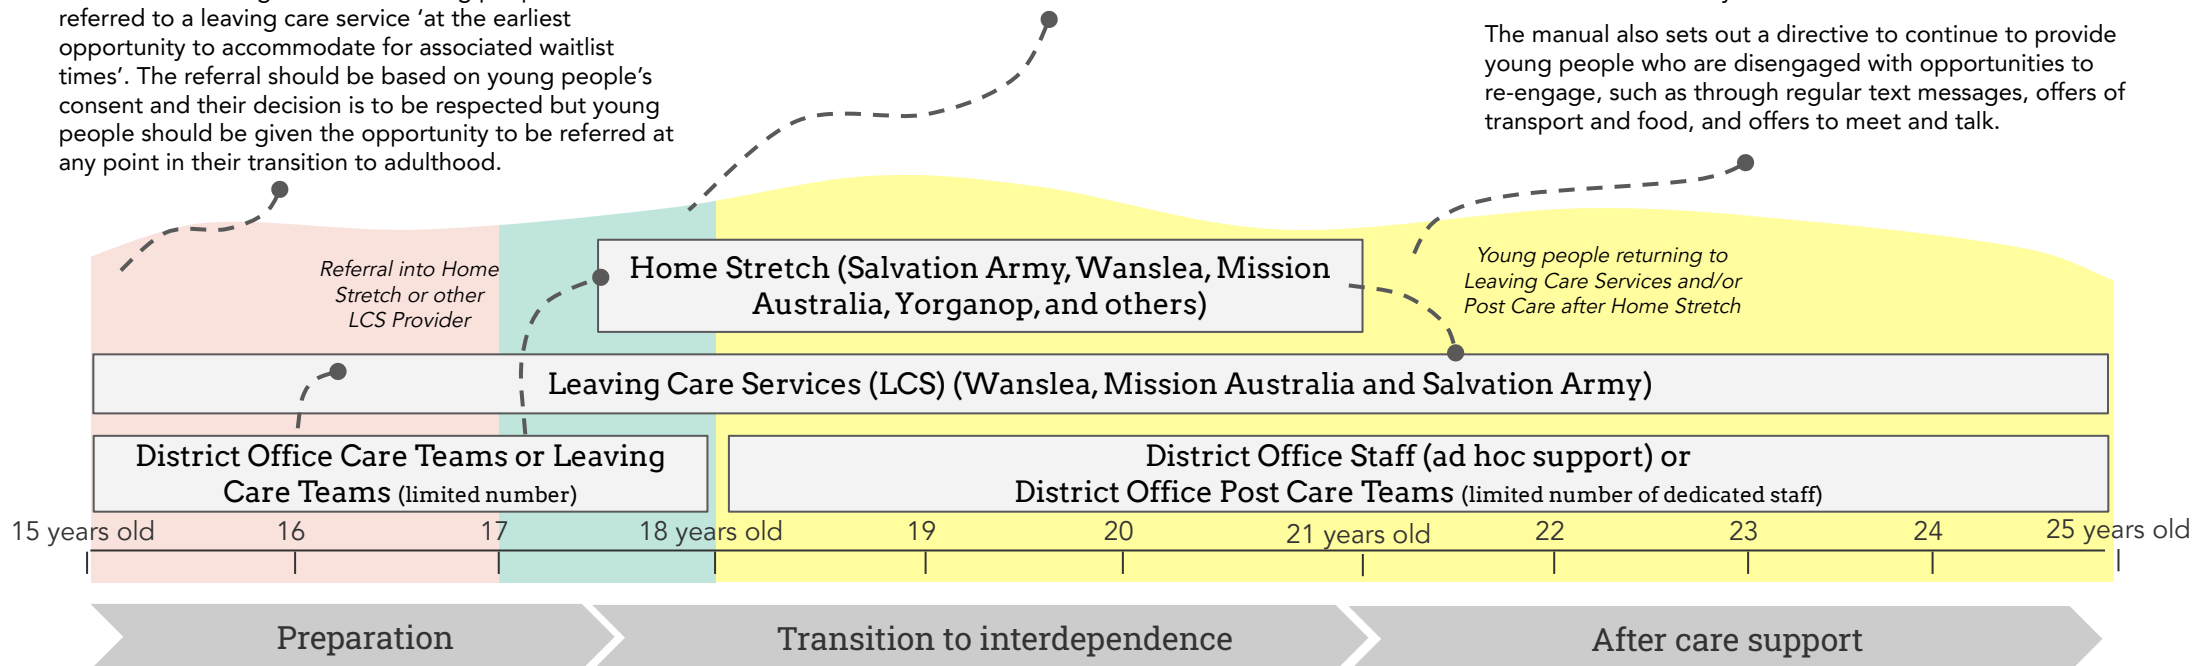 referred to a leaving care service ‘at the earliest
opportunity to accommodate for associated waitlist
times’. The referral should be based on young people’s
consent and their decision is to be respected but young
people should be given the opportunity to be referred at
any point in their transition to adulthood.
The manual also sets out a directive to continue to provide
young people who are disengaged with opportunities to
re-engage, such as through regular text messages, offers of
transport and food, and offers to meet and talk.
Referral into Home
Stretch or other
LCS Provider
Home Stretch (Salvation Army, Wanslea, Mission
Australia, Yorganop, and others)
Young people returning to
Leaving Care Services and/or
Post Care after Home Stretch
Leaving Care Services (LCS) (Wanslea, Mission Australia and Salvation Army)
District Office Care Teams or Leaving
Care Teams (limited number)
District Office Staff (ad hoc support) or
District Office Post Care Teams (limited number of dedicated staff)
15 years old 16 17 18 years old 19 20 21 years old 22 23 24 25 years old
Preparation Transition to interdependence After care support